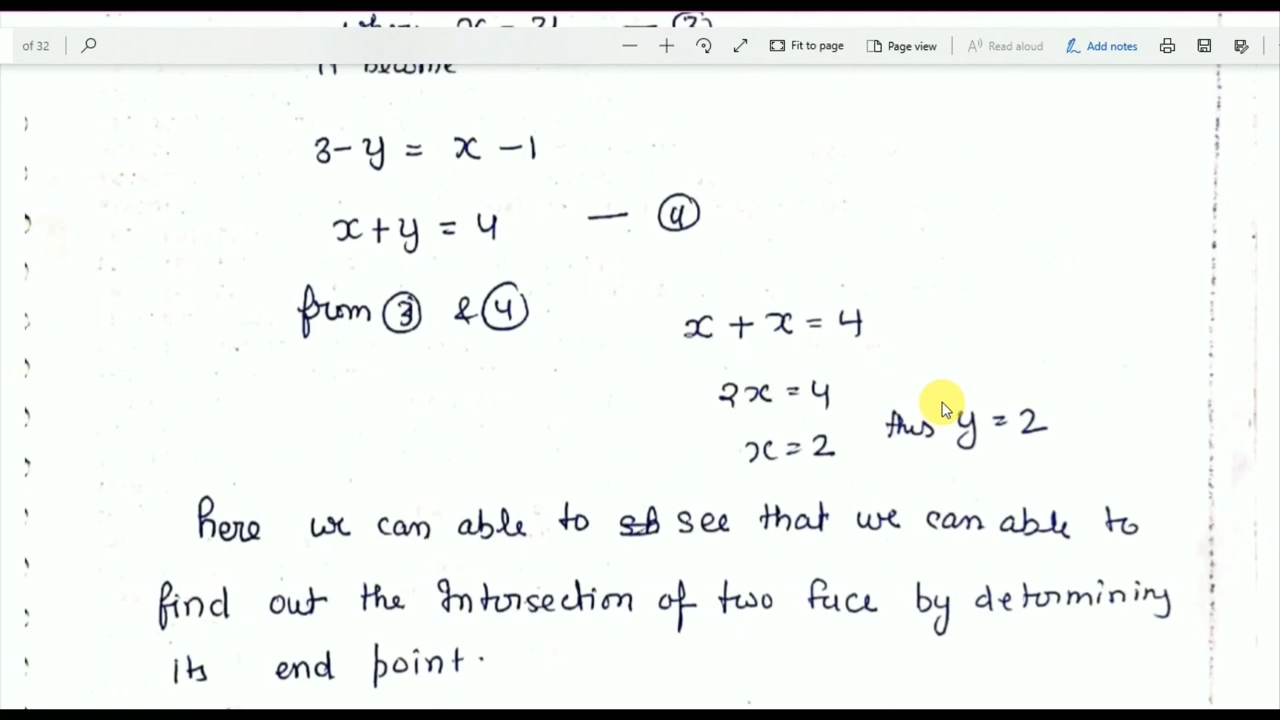 of 32
Fit to page
Page view
Read aloud
Add notes
It become
3 - y = x - 1
x + y = 4 — ④
from ③ & ④
x + x = 4
2x = 4
x = 2 thus y = 2
here we can able to see that we can able to
find out the Intersection of two face by determining
its end point.